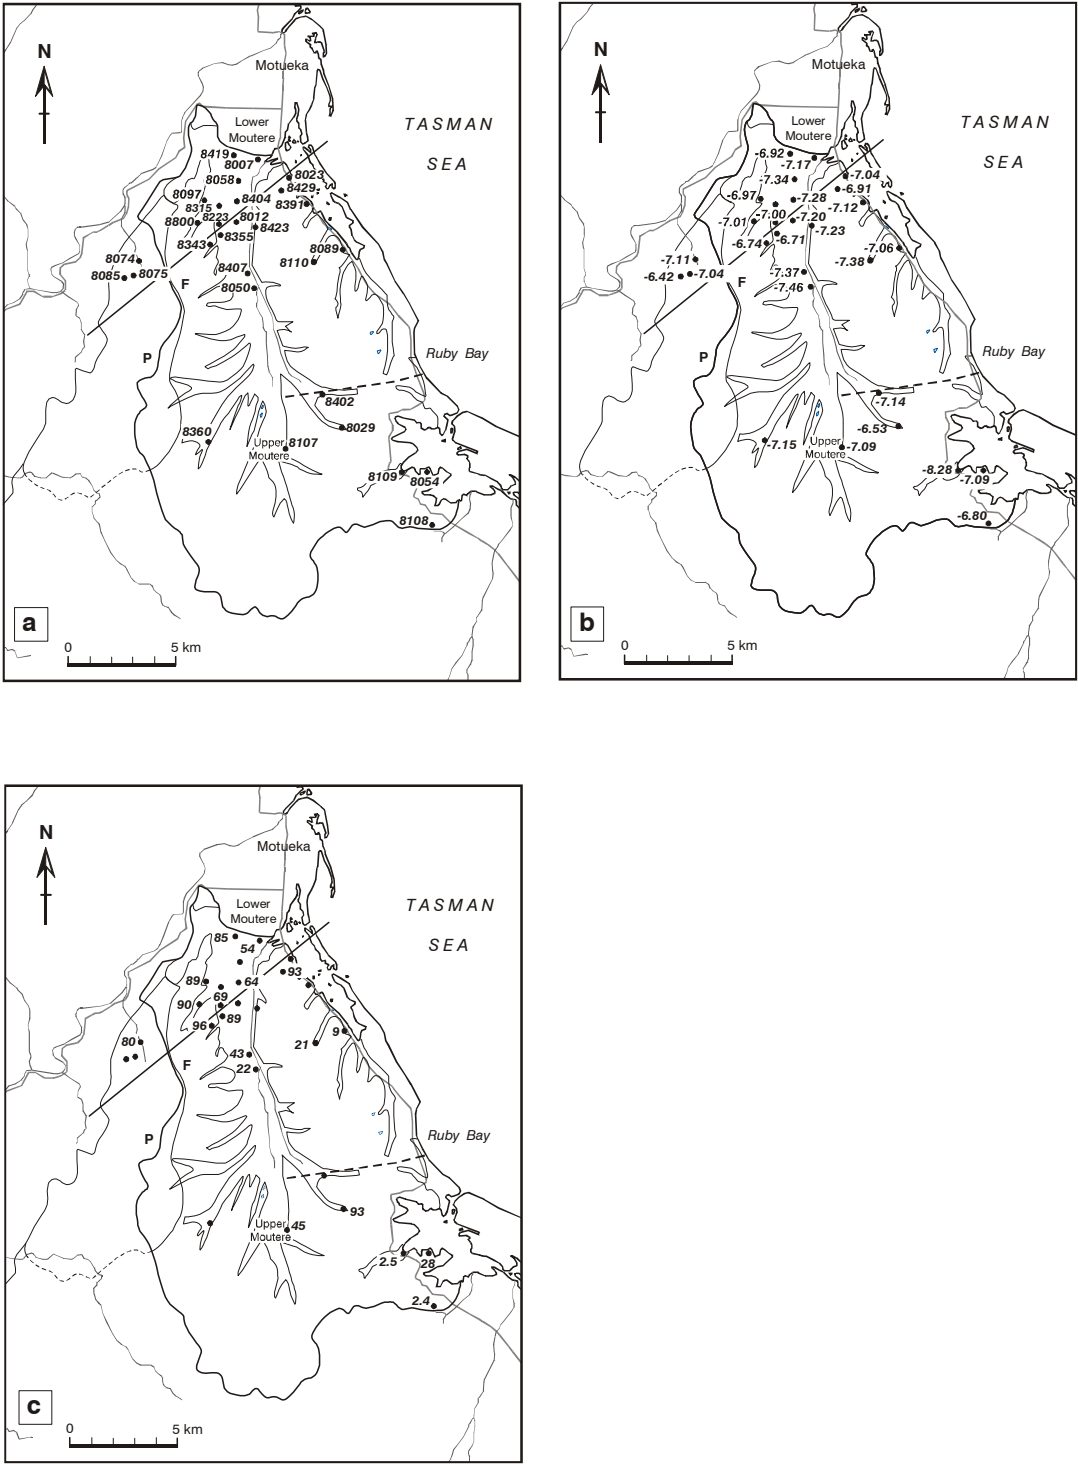 N
Motueka
Lower
Moutere
TASMAN
SEA
8419
8007
8058
8023
8429
8097
8404
8391
8315
8800
8223
8012
8423
8355
8343
8089
8074
8110
8085
8075
8407
F
8050
P
Ruby Bay
8402
8029
8360
Upper
Moutere
8107
8109
8054
8108
a
0 5 km
N
Motueka
Lower
Moutere
TASMAN
SEA
-6.92
-7.17
-7.34
-7.04
-6.91
-6.97
-7.28
-7.12
-7.00
-7.01
-7.20
-7.23
-6.74
-6.71
-7.06
-7.11
-7.38
-6.42
-7.04
-7.37
F
-7.46
P
Ruby Bay
-7.14
-6.53
-7.15
Upper
Moutere
-7.09
-8.28
-7.09
-6.80
b
0 5 km
N
Motueka
Lower
Moutere
TASMAN
SEA
85
54
93
89
64
69
90
89
96
9
80
21
43
F
22
P
Ruby Bay
93
Upper
Moutere
45
2.5
28
2.4
c
0 5 km